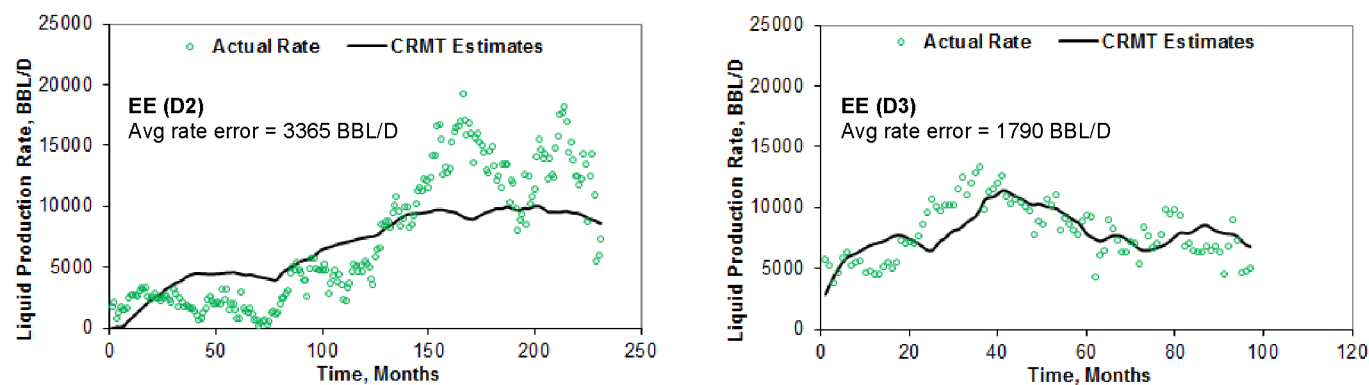 25000
20000
15000
10000
5000
0
Liquid Production Rate, BBL/D
Actual Rate
CRMT Estimates
EE (D2)
Avg rate error = 3365 BBL/D
0 50 100 150 200 250
Time, Months
25000
20000
15000
10000
5000
0
Liquid Production Rate, BBL/D
Actual Rate
CRMT Estimates
EE (D3)
Avg rate error = 1790 BBL/D
0 20 40 60 80 100 120
Time, Months